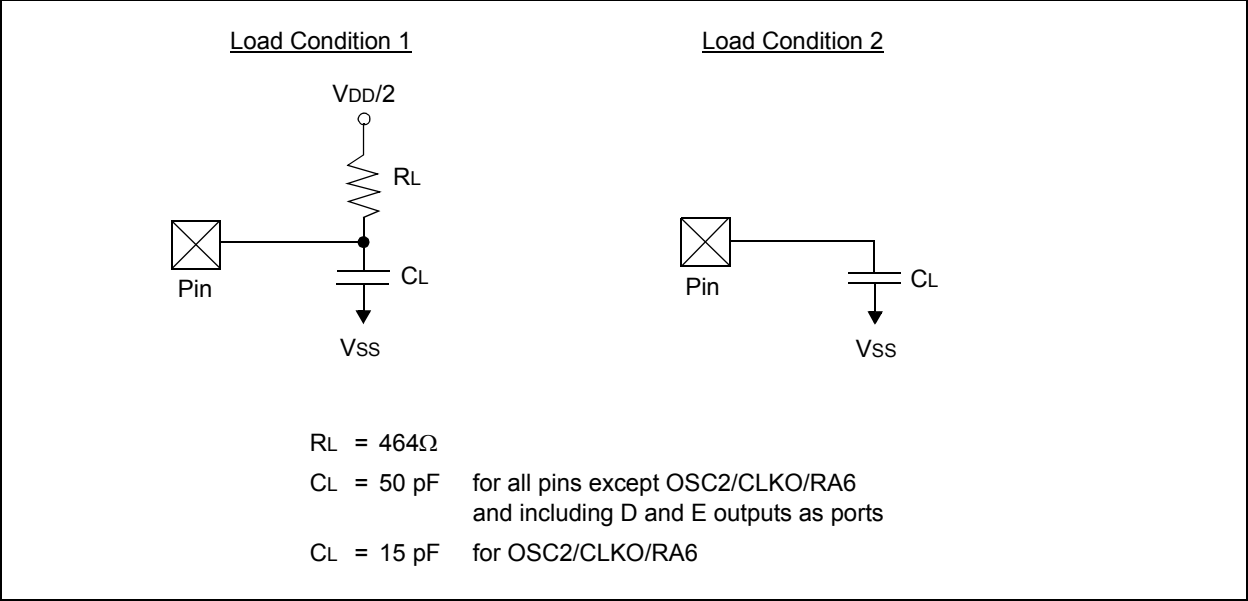 Load Condition 1
Load Condition 2
VDD/2
RL
Pin
CL
VSS
Pin
CL
VSS
RL = 464Ω
CL = 50 pF for all pins except OSC2/CLKO/RA6
and including D and E outputs as ports
CL = 15 pF for OSC2/CLKO/RA6